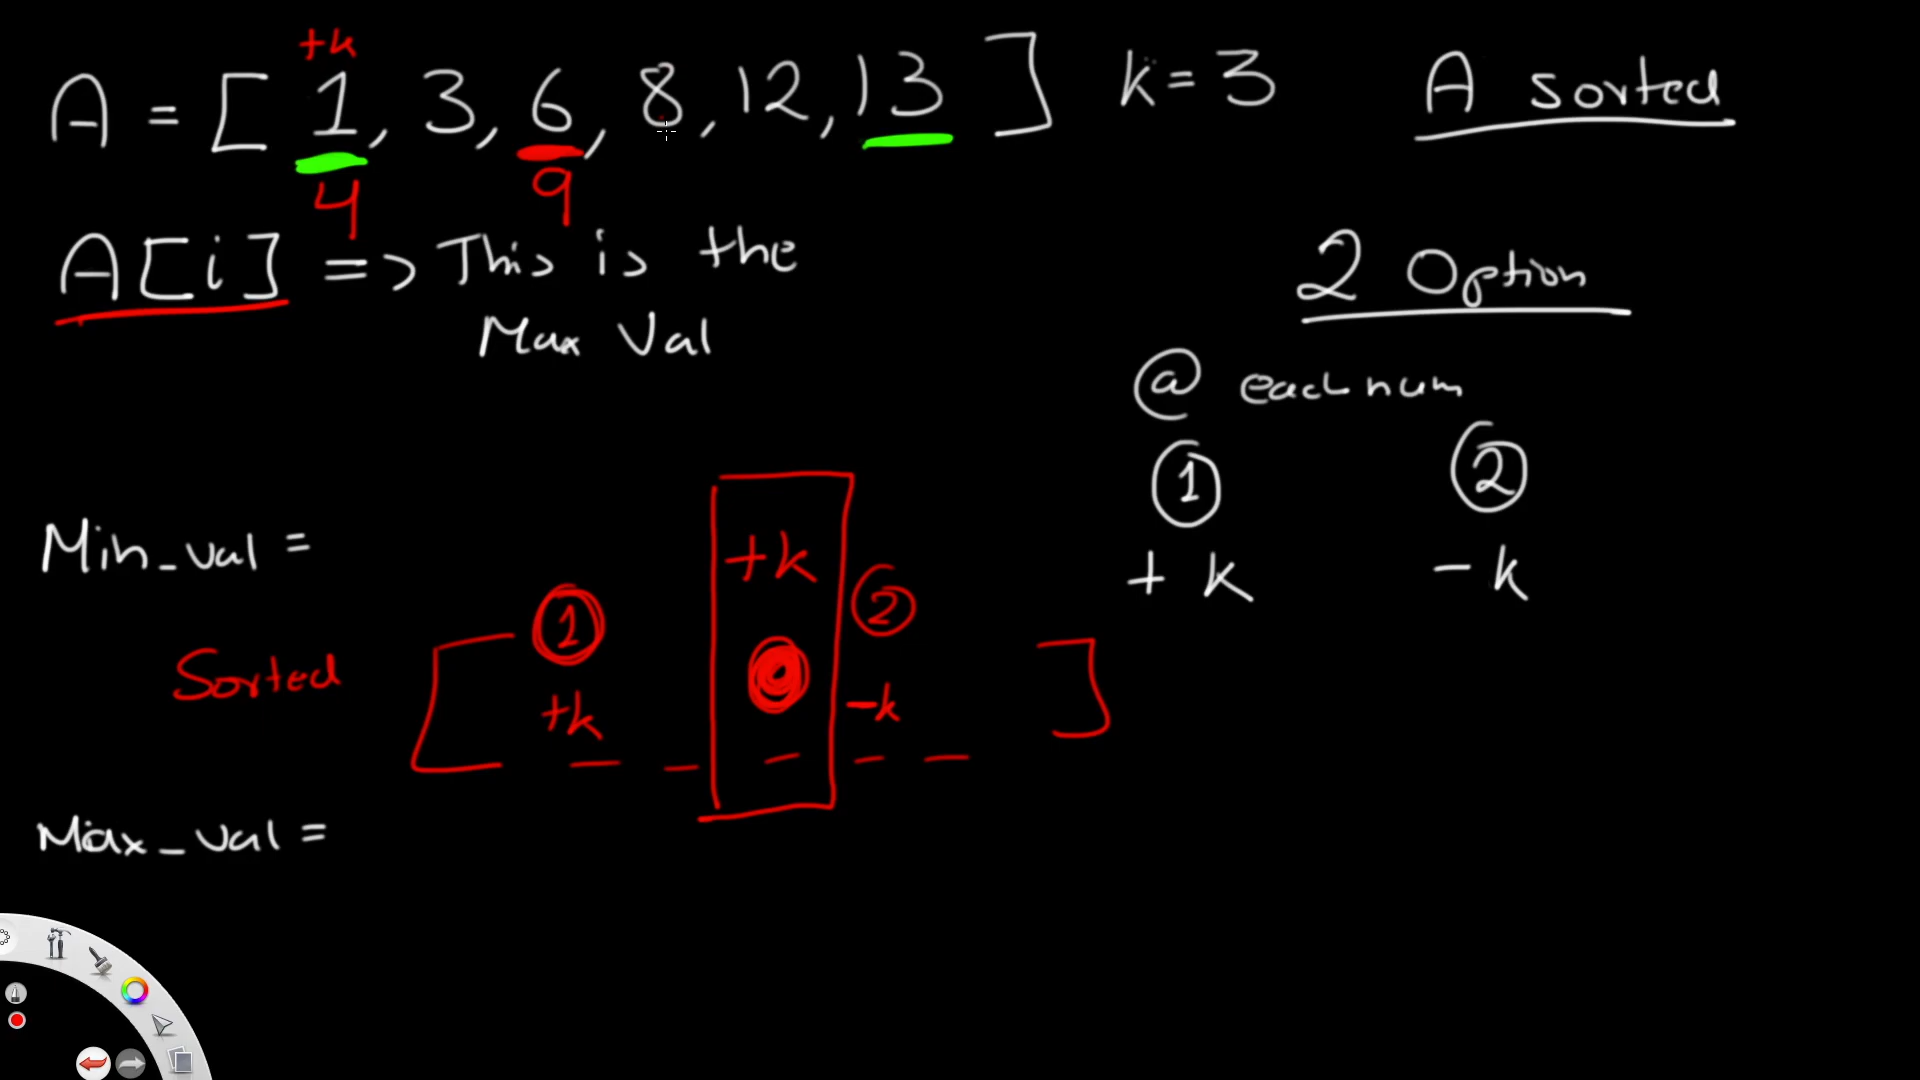 +k
A = [ 1, 3, 6, 8, 12, 13 ] k = 3 A sorted
4 9
A[i] => This is the
Max Val
2 Option
@ each num
1 2
+ k - k
Min_val =
+k
1 2
Sorted [ +k -k ]
Max_val =